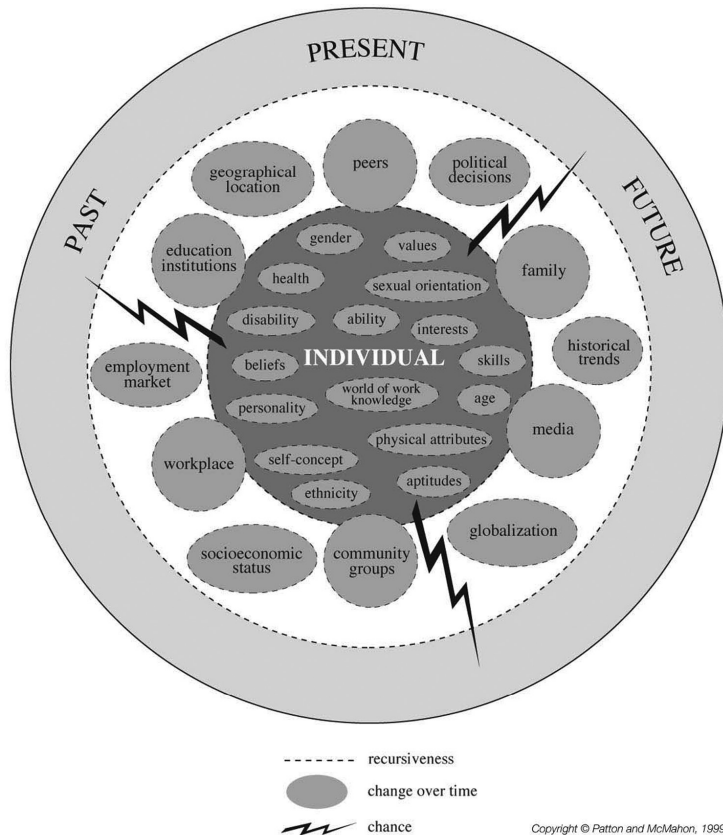 PRESENT
PAST
FUTURE
peers
political
decisions
geographical
location
education
institutions
family
gender
values
health
sexual orientation
disability
ability
interests
historical
trends
employment
market
beliefs
INDIVIDUAL
skills
world of work
knowledge
age
personality
media
physical attributes
workplace
self-concept
aptitudes
ethnicity
globalization
socioeconomic
status
community
groups
recursiveness
change over time
chance
Copyright © Patton and McMahon, 1999